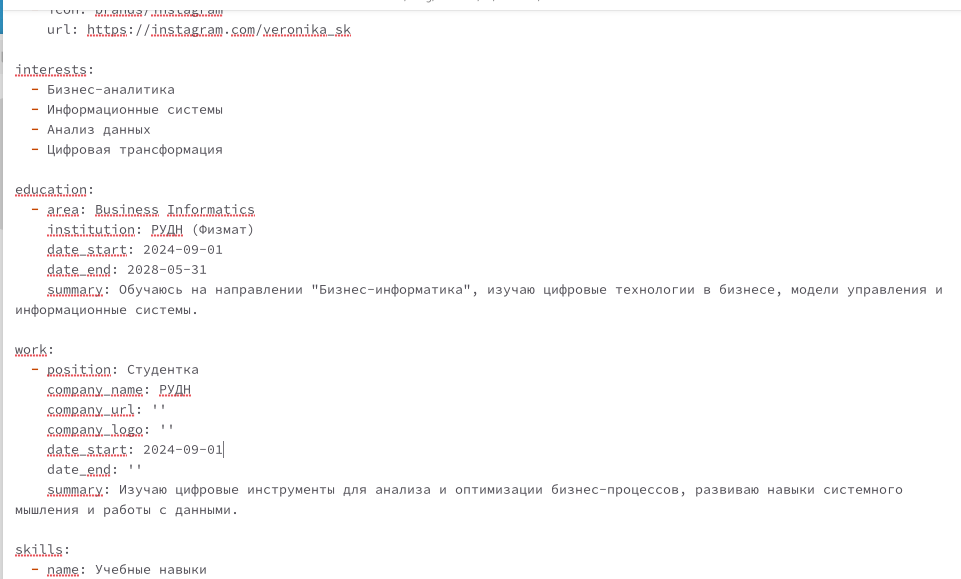 icon: brands/instagram
url: https://instagram.com/veronika_sk
interests:
- Бизнес-аналитика
- Информационные системы
- Анализ данных
- Цифровая трансформация
education:
- area: Business Informatics
institution: РУДН (Физмат)
date_start: 2024-09-01
date_end: 2028-05-31
summary: Обучаюсь на направлении "Бизнес-информатика", изучаю цифровые технологии в бизнесе, модели управления и
информационные системы.
work:
- position: Студентка
company_name: РУДН
company_url: ''
company_logo: ''
date_start: 2024-09-01
date_end: ''
summary: Изучаю цифровые инструменты для анализа и оптимизации бизнес-процессов, развиваю навыки системного
мышления и работы с данными.
skills:
- name: Учебные навыки